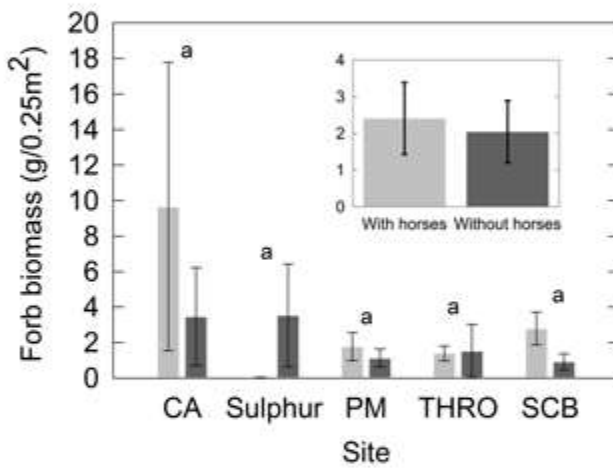 Forb biomass (g/0.25m²)
20
18
16
14
12
10
8
6
4
2
0
a
a
a
a
a
4
3
2
1
0
With horses Without horses
CA Sulphur PM THRO SCB
Site